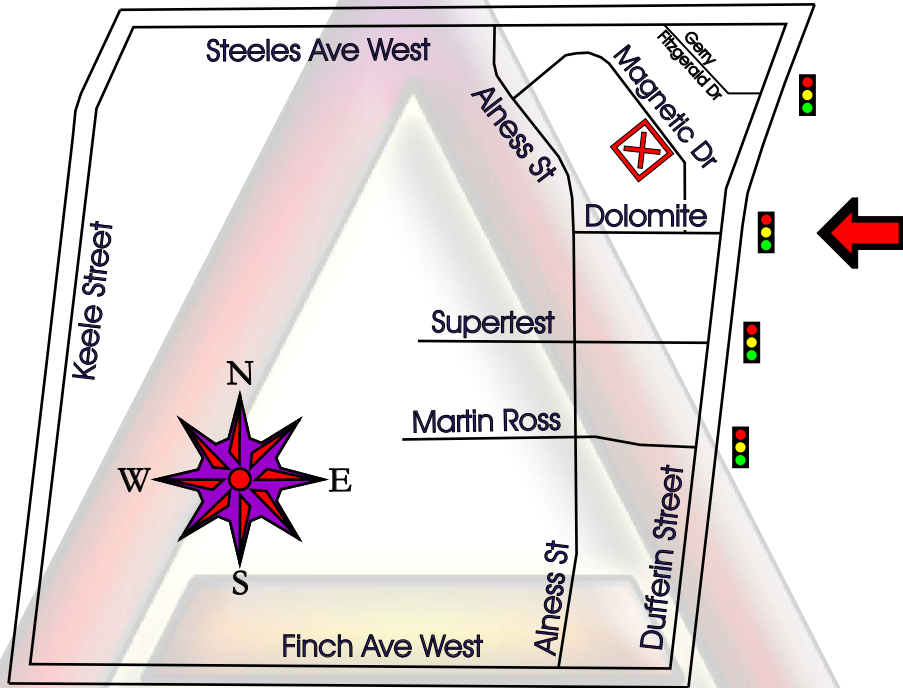 Steeles Ave West
Gerry
Fitzgerald Dr
Magnetic Dr
Alness St
Dolomite
Keele Street
Supertest
N
Martin Ross
W
E
S
Dufferin Street
Alness St
Finch Ave West